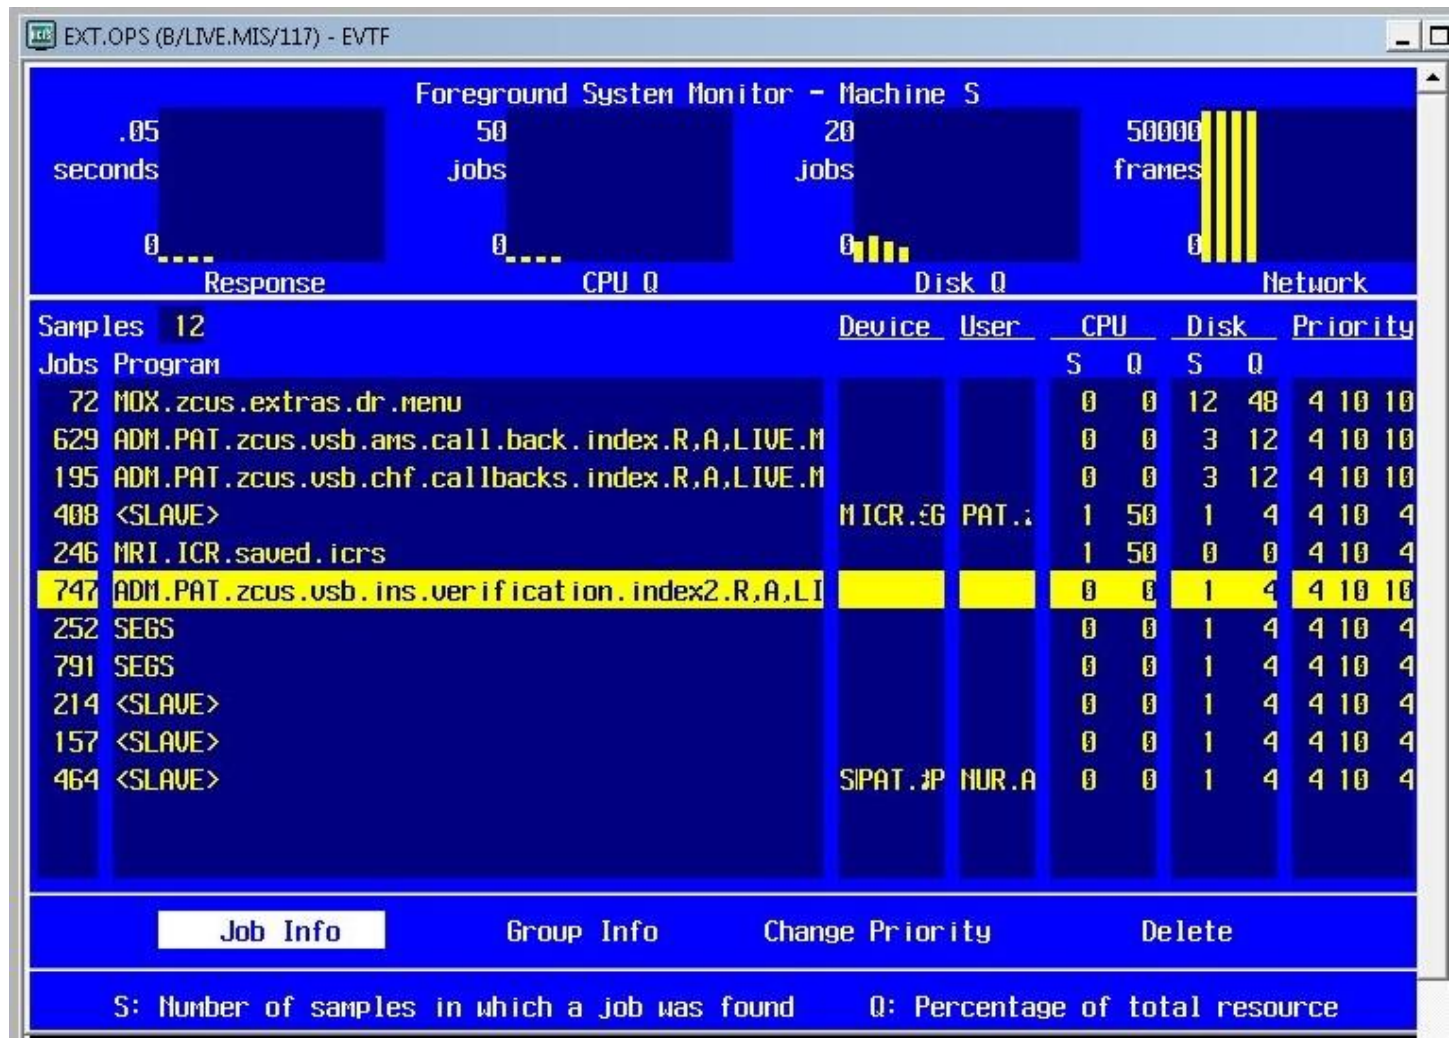 EXT.OPS (B/LIVE.MIS/117) - EVTF
Foreground System Monitor - Machine S
.05 50 20 50000
seconds jobs jobs frames
0 0 0 0
Response CPU Q Disk Q Network
Samples 12 Device User CPU Disk Priority
Jobs Program S Q S Q
72 MOX.zcus.extras.dr.menu 0 0 12 48 4 10 10
629 ADM.PAT.zcus.vsb.ams.call.back.index.R,A,LIVE.M 0 0 3 12 4 10 10
195 ADM.PAT.zcus.vsb.chf.callbacks.index.R,A,LIVE.M 0 0 3 12 4 10 10
408 <SLAVE> PAT. 1 50 1 4 4 10 4
246 MRI.ICR.saved.icrs 1 50 0 0 4 10 4
747 ADM.PAT.zcus.vsb.ins.verification.index2.R,A,LI 0 0 1 4 4 10 10
252 SEGS 0 0 1 4 4 10 4
791 SEGS 0 0 1 4 4 10 4
214 <SLAVE> 0 0 1 4 4 10 4
157 <SLAVE> 0 0 1 4 4 10 4
464 <SLAVE> NUR.A 0 0 1 4 4 10 4
Job Info Group Info Change Priority Delete
S: Number of samples in which a job was found Q: Percentage of total resource